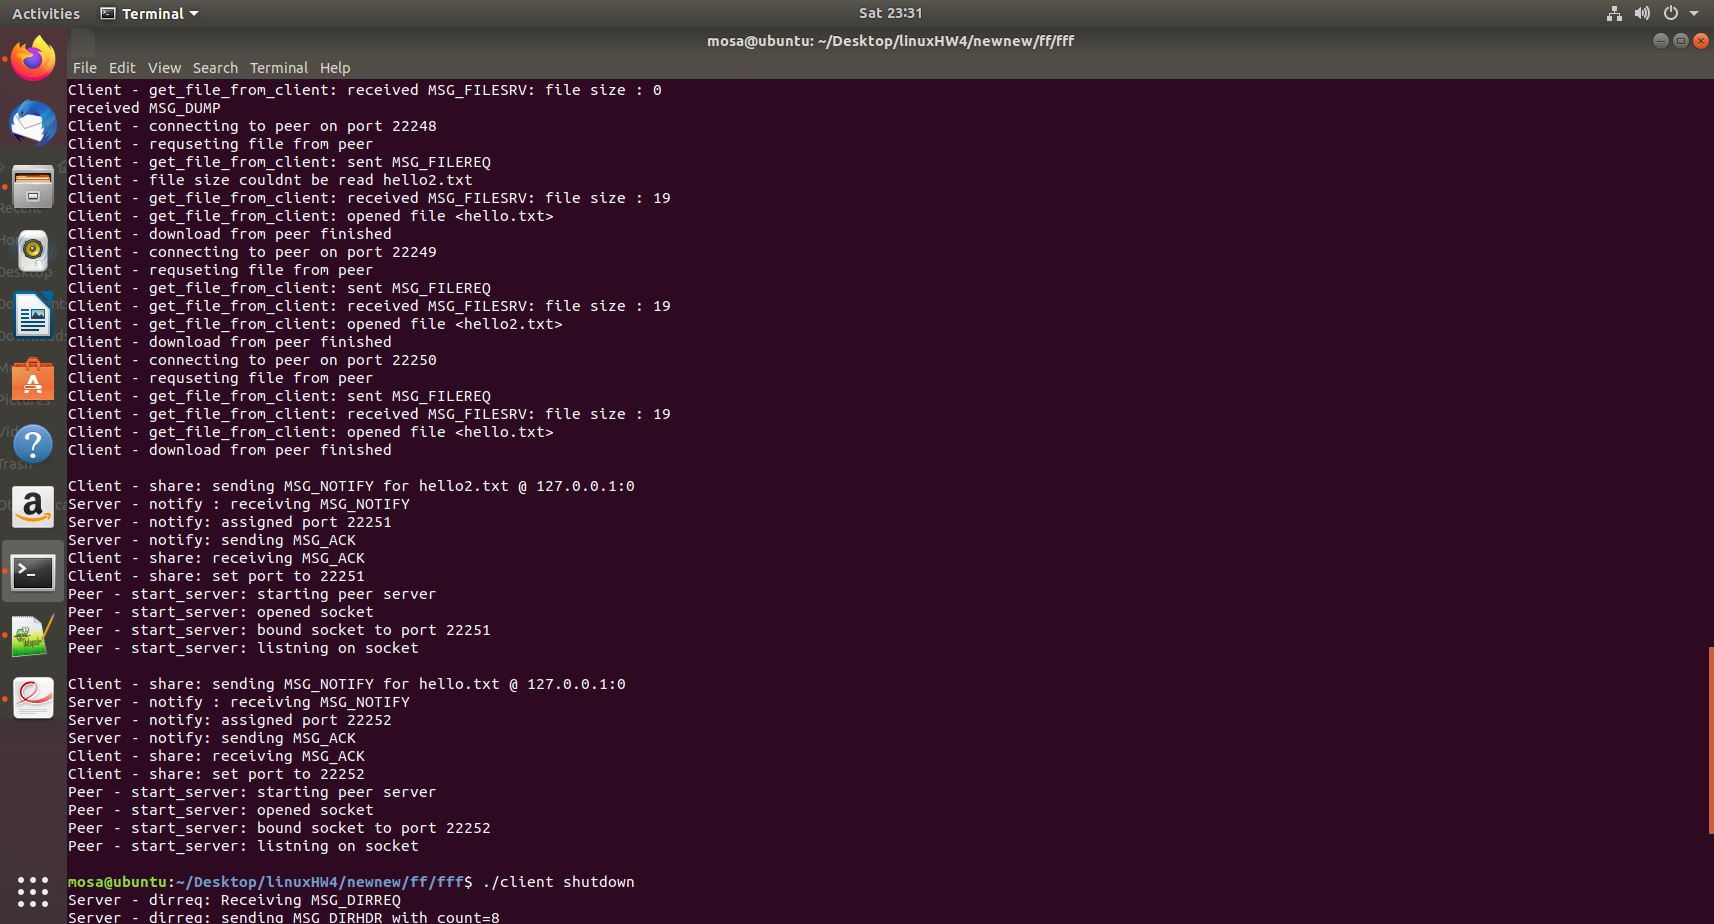 Activities
Terminal
Sat 23:31
mosa@ubuntu: ~/Desktop/linuxHW4/newnew/ff/fff
File Edit View Search Terminal Help
Client - get_file_from_client: received MSG_FILESRV: file size : 0
received MSG_DUMP
Client - connecting to peer on port 22248
Client - requseting file from peer
Client - get_file_from_client: sent MSG_FILEREQ
Client - file size couldnt be read hello2.txt
Client - get_file_from_client: received MSG_FILESRV: file size : 19
Client - get_file_from_client: opened file <hello.txt>
Client - download from peer finished
Client - connecting to peer on port 22249
Client - requseting file from peer
Client - get_file_from_client: sent MSG_FILEREQ
Client - get_file_from_client: received MSG_FILESRV: file size : 19
Client - get_file_from_client: opened file <hello2.txt>
Client - download from peer finished
Client - connecting to peer on port 22250
Client - requseting file from peer
Client - get_file_from_client: sent MSG_FILEREQ
Client - get_file_from_client: received MSG_FILESRV: file size : 19
Client - get_file_from_client: opened file <hello.txt>
Client - download from peer finished
Client - share: sending MSG_NOTIFY for hello2.txt @ 127.0.0.1:0
Server - notify : receiving MSG_NOTIFY
Server - notify: assigned port 22251
Server - notify: sending MSG_ACK
Client - share: receiving MSG_ACK
Client - share: set port to 22251
Peer - start_server: starting peer server
Peer - start_server: opened socket
Peer - start_server: bound socket to port 22251
Peer - start_server: listning on socket
Client - share: sending MSG_NOTIFY for hello.txt @ 127.0.0.1:0
Server - notify : receiving MSG_NOTIFY
Server - notify: assigned port 22252
Server - notify: sending MSG_ACK
Client - share: receiving MSG_ACK
Client - share: set port to 22252
Peer - start_server: starting peer server
Peer - start_server: opened socket
Peer - start_server: bound socket to port 22252
Peer - start_server: listning on socket
mosa@ubuntu:~/Desktop/linuxHW4/newnew/ff/fff$ ./client shutdown
Server - dirreq: Receiving MSG_DIRREQ
Server - dirreq: sending MSG_DIRHDR with count=8